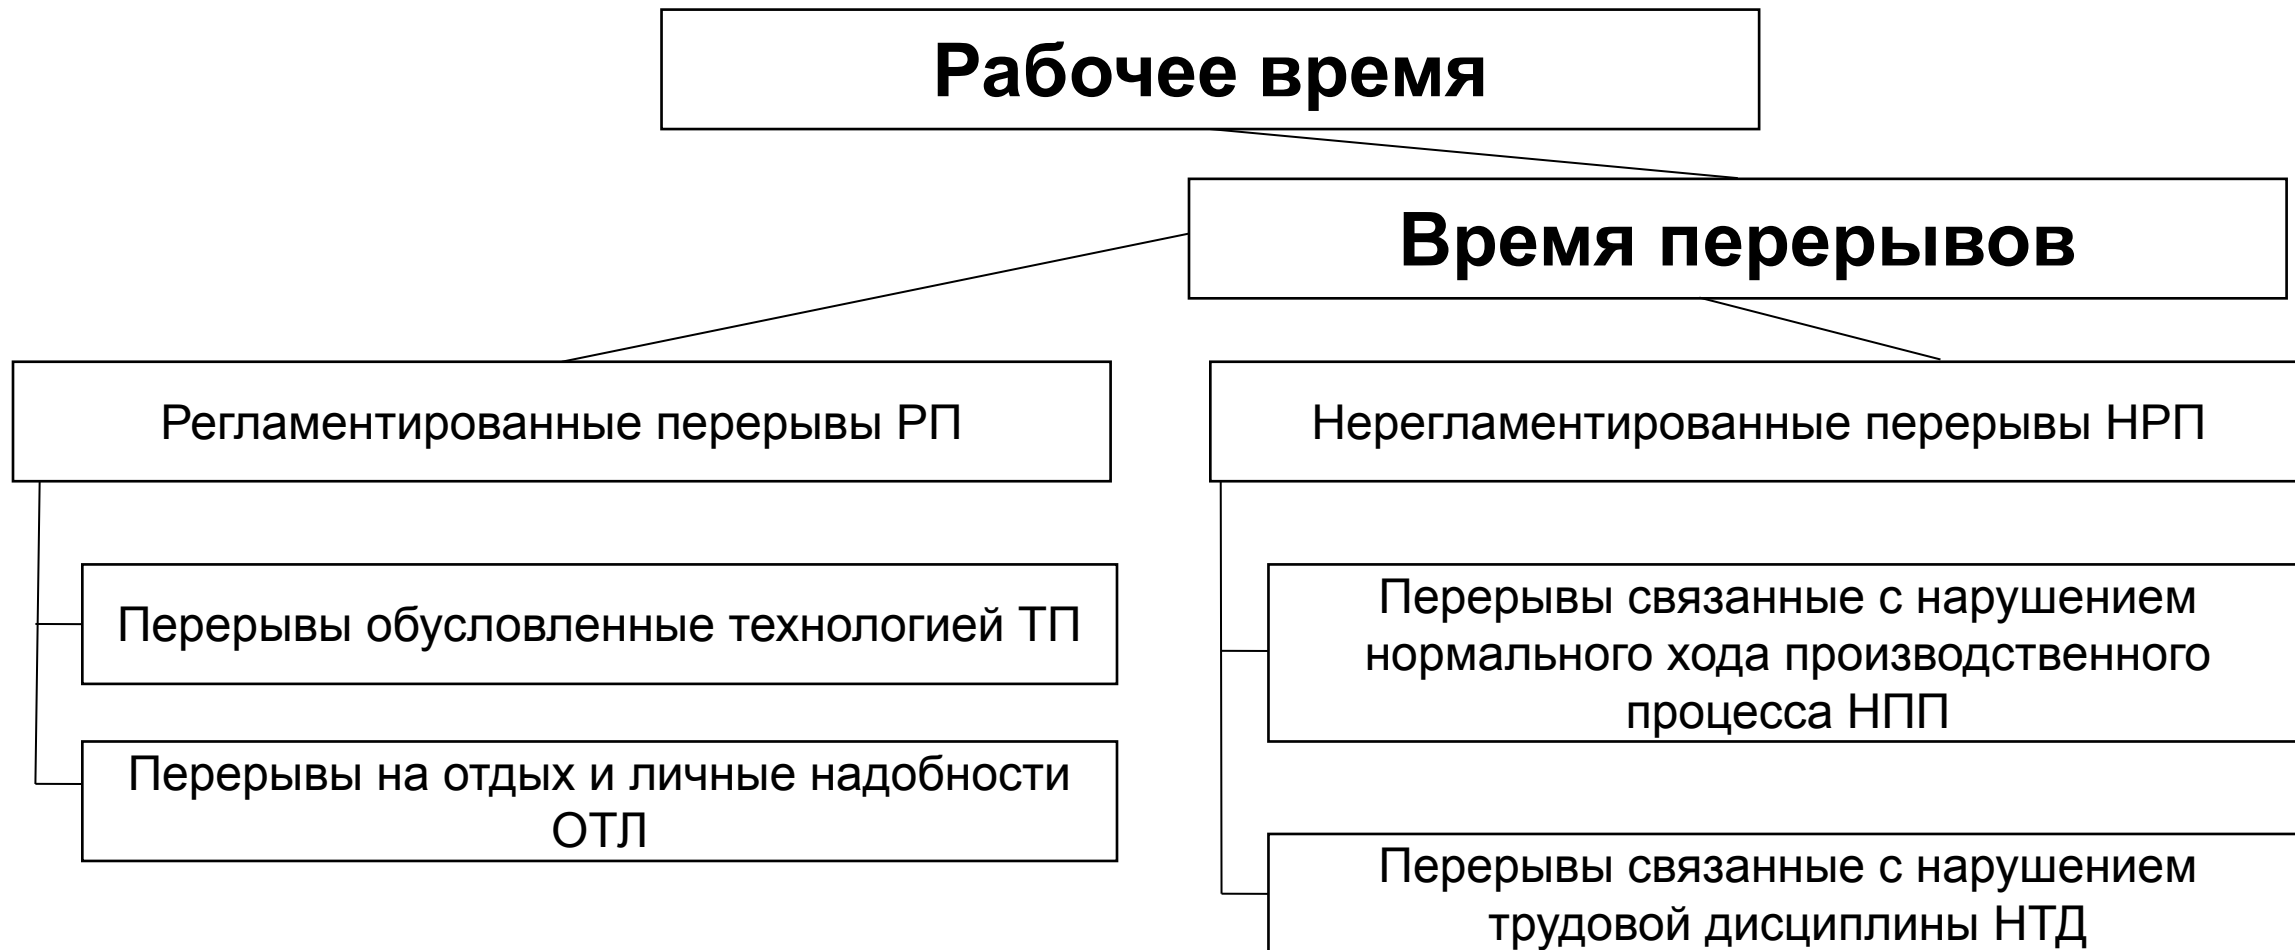 Рабочее время
Время перерывов
Регламентированные перерывы РП
Нерегламентированные перерывы НРП
Перерывы обусловленные технологией ТП
Перерывы на отдых и личные надобности
ОТЛ
Перерывы связанные с нарушением
нормального хода производственного
процесса НПП
Перерывы связанные с нарушением
трудовой дисциплины НТД